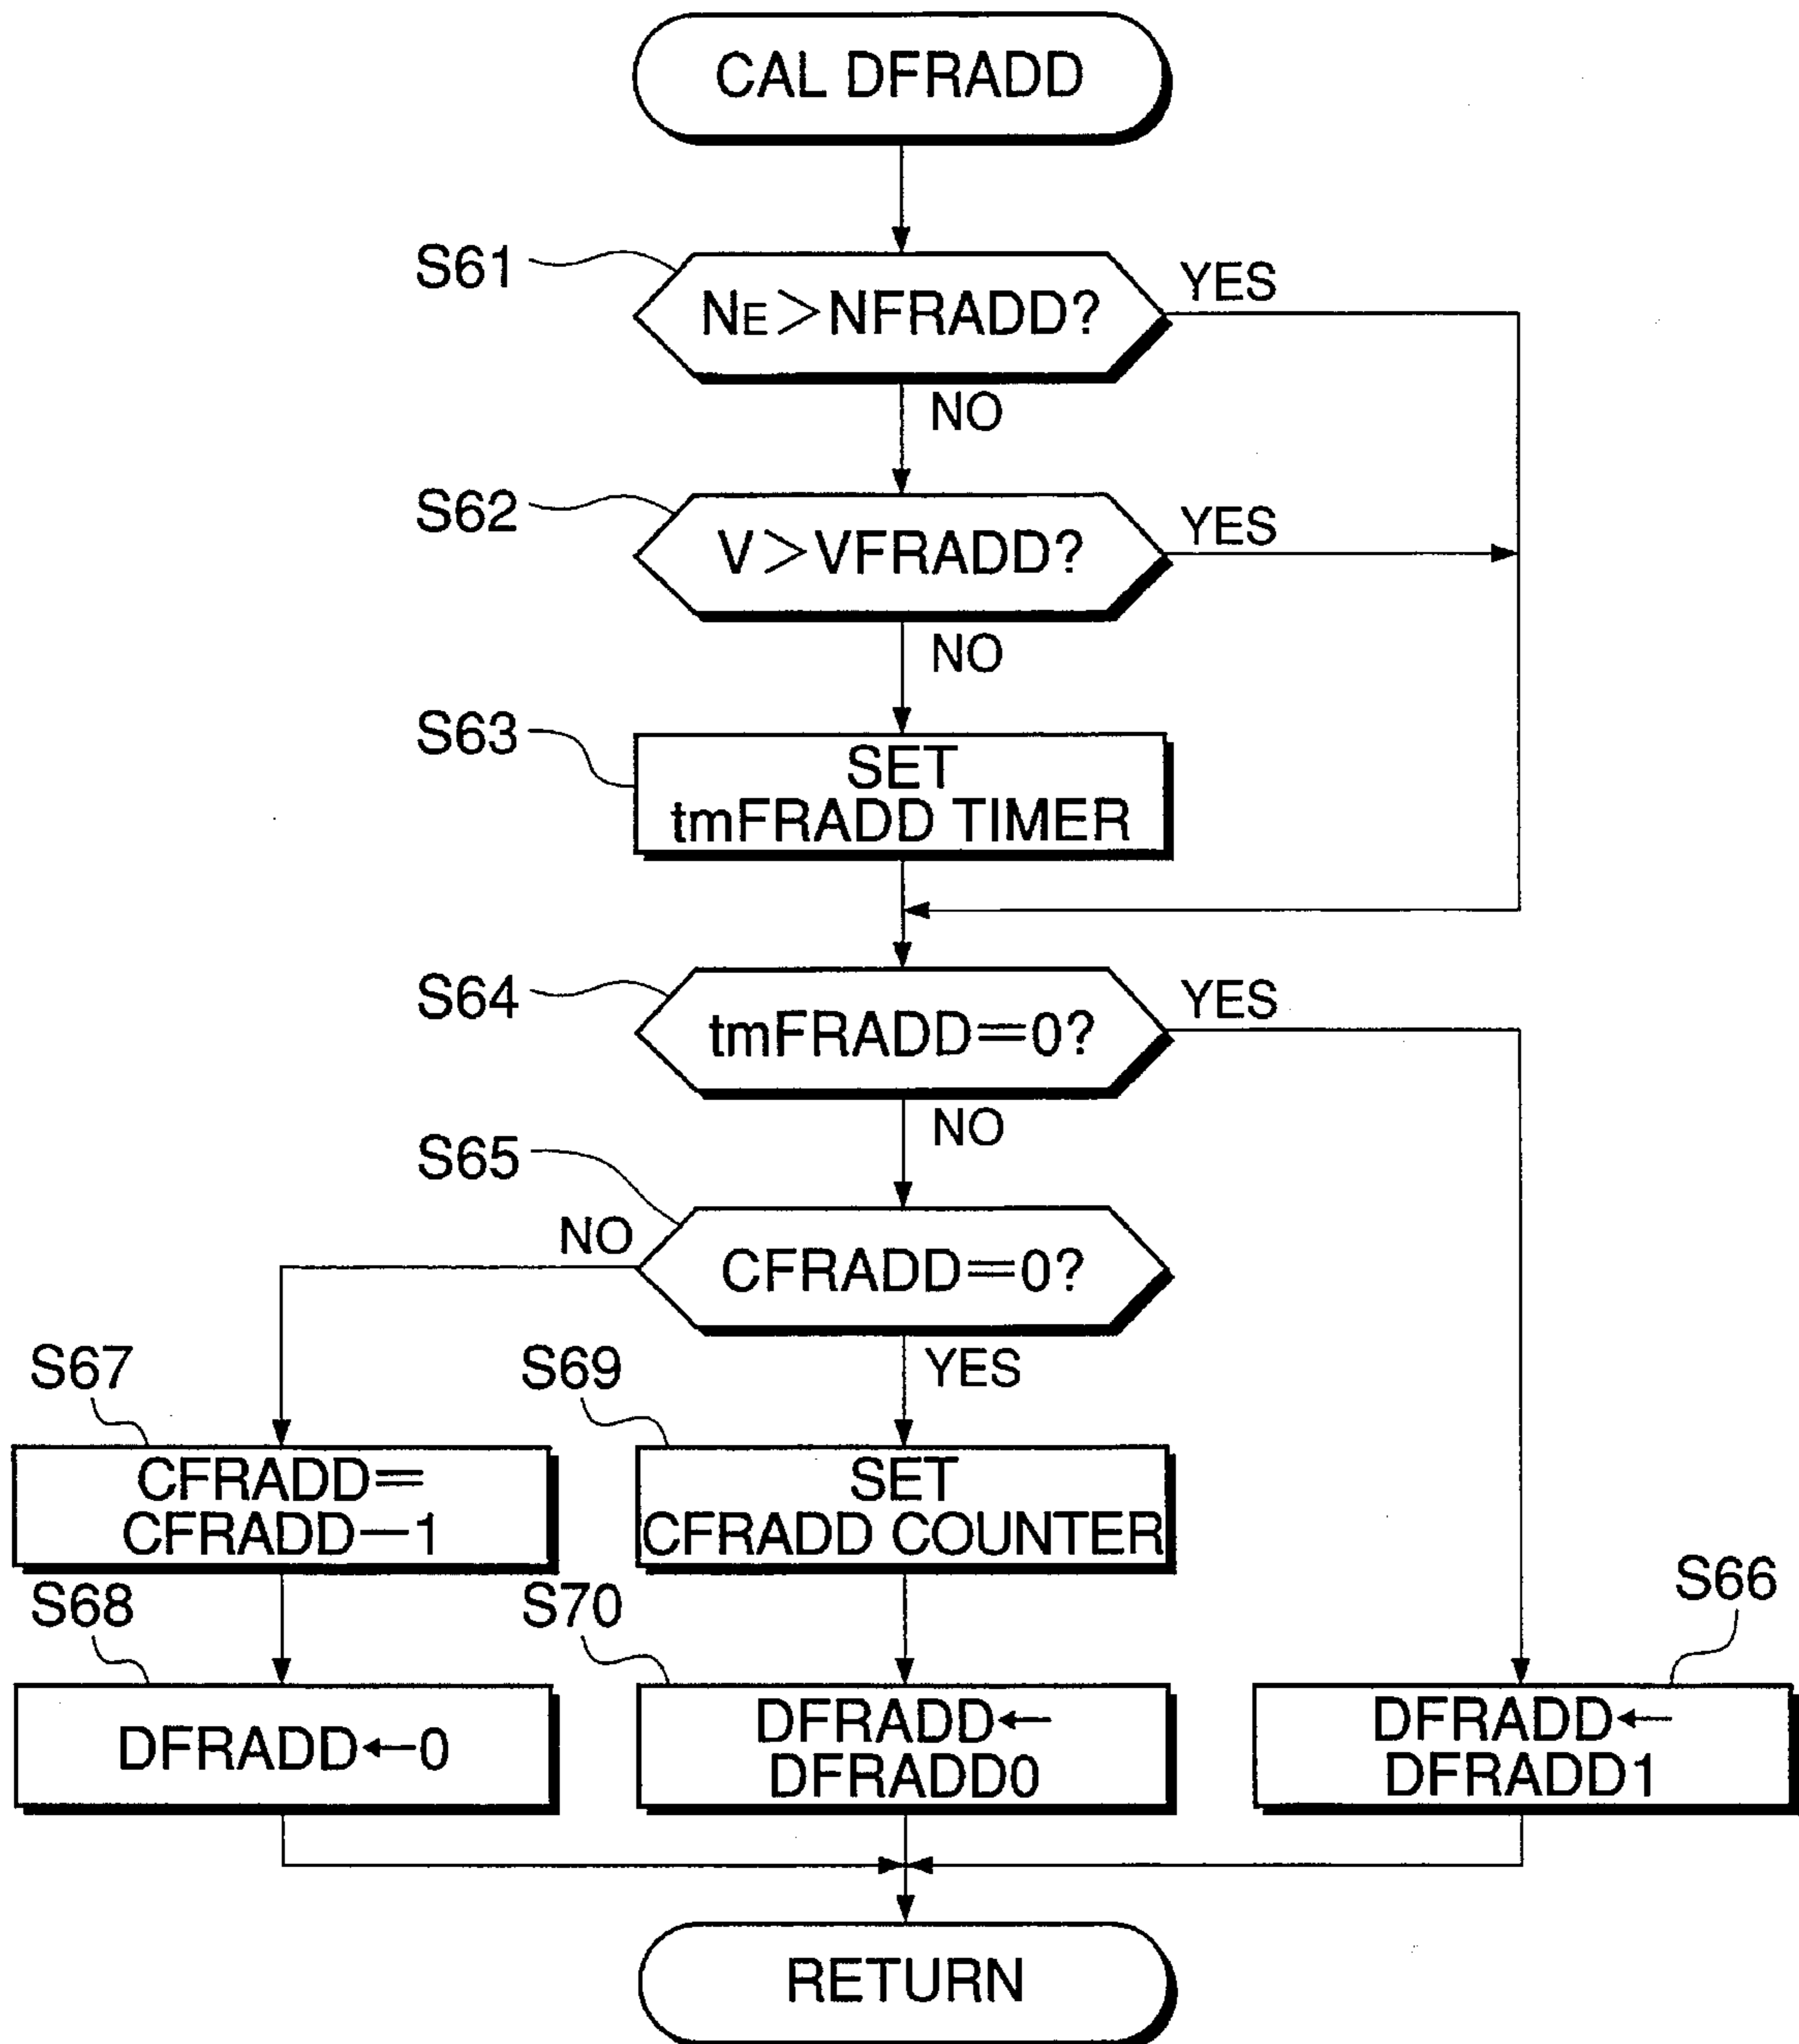 CAL DFRADD
S61
NE>NFRADD?
YES
NO
S62
V>VFRADD?
YES
NO
S63
SET
tmFRADD TIMER
S64
tmFRADD=0?
YES
NO
S65
NO
CFRADD=0?
YES
S67
CFRADD=
CFRADD-1
S69
SET
CFRADD COUNTER
S68
DFRADD←0
S70
DFRADD←
DFRADD0
S66
DFRADD←
DFRADD1
RETURN